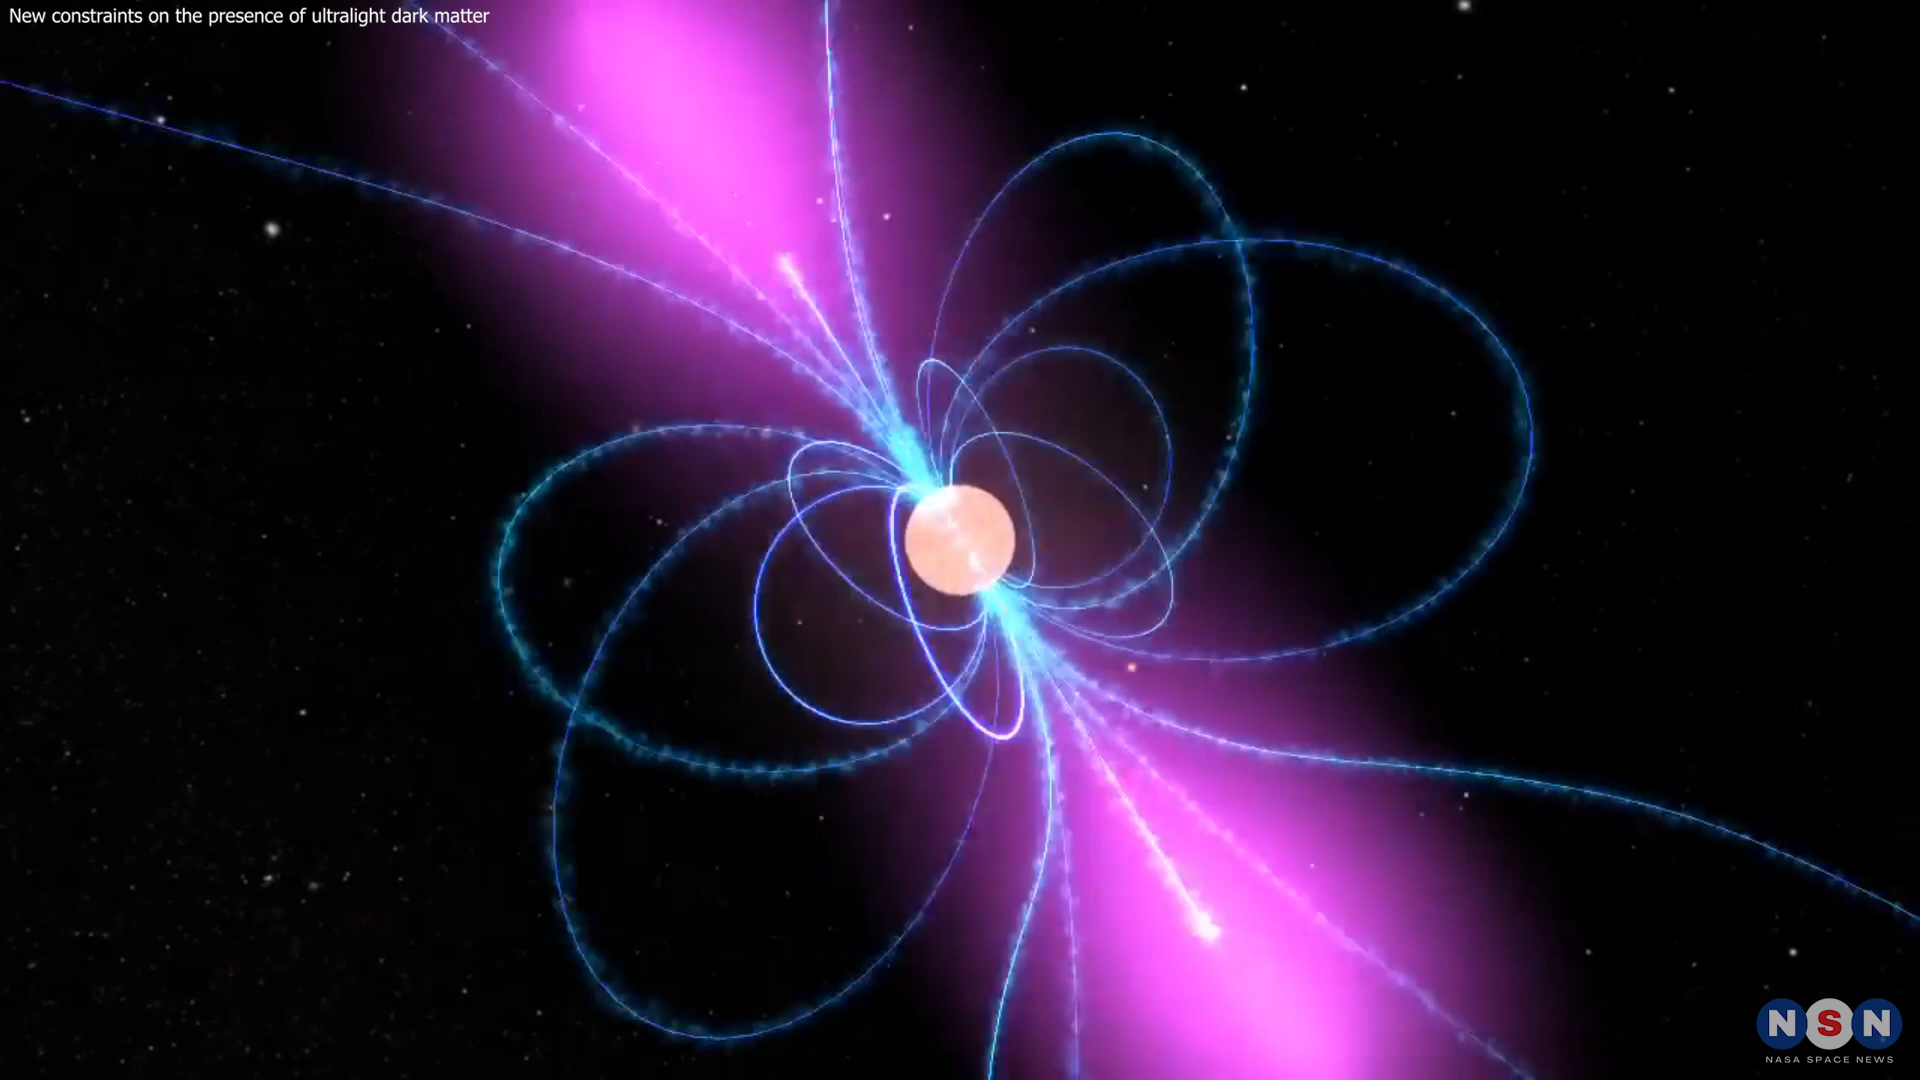 New constraints on the presence of ultralight dark matter
NSN
NASA SPACE NEWS